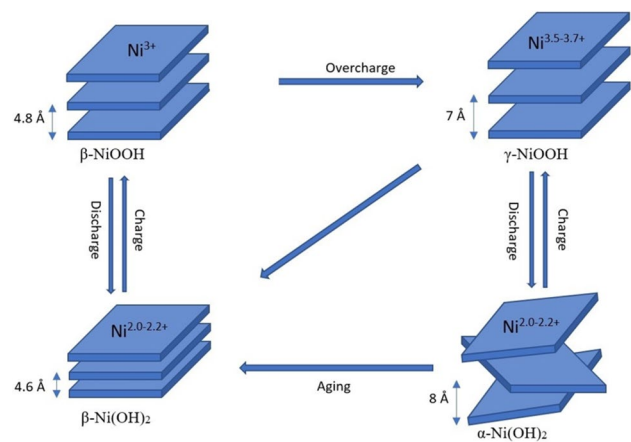 Ni³⁺
Ni³·⁵⁻³·⁷⁺
Overcharge
4.8 Å
7 Å
β-NiOOH
γ-NiOOH
Discharge
Charge
Discharge
Charge
Ni²·⁰⁻²·²⁺
Ni²·⁰⁻²·²⁺
4.6 Å
Aging
8 Å
β-Ni(OH)₂
α-Ni(OH)₂